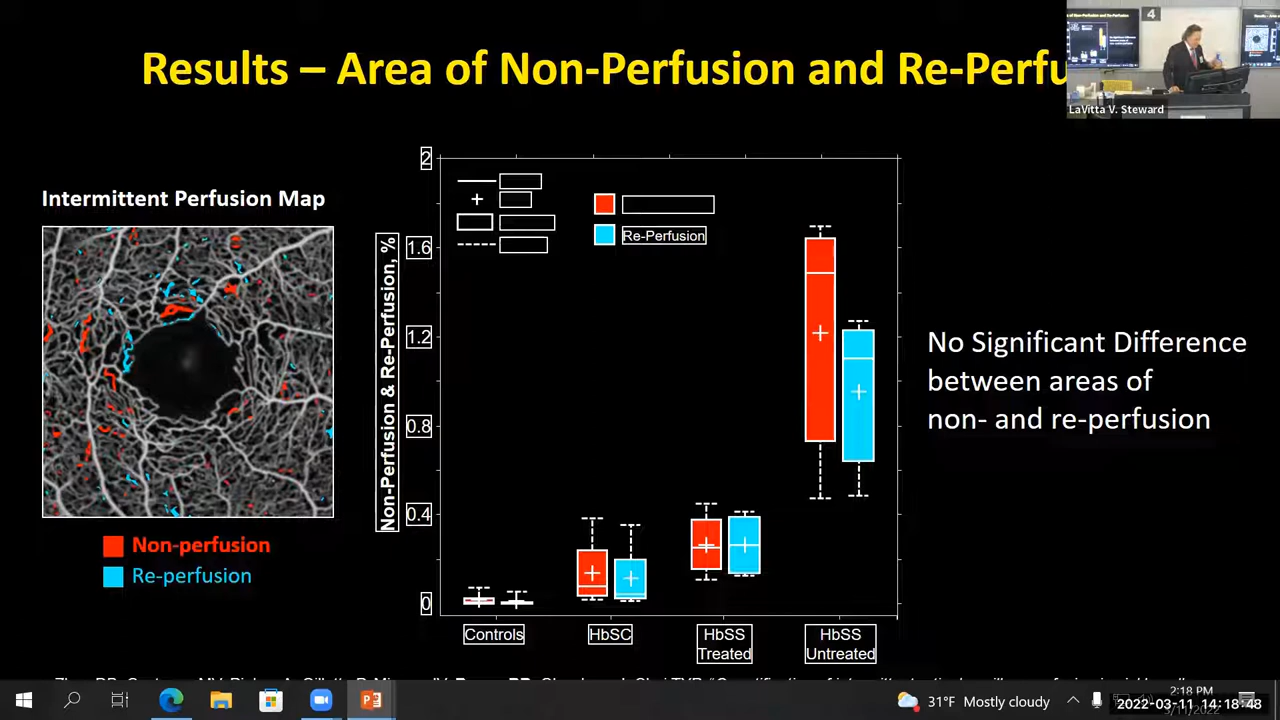 Results – Area of Non-Perfusion and Re-Perfu
4
LaVitta V. Steward
Intermittent Perfusion Map
Non-perfusion
Re-perfusion
Non-Perfusion & Re-Perfusion, %
2
1.6
1.2
0.8
0.4
0
Re-Perfusion
Controls
HbSC
HbSS
Treated
HbSS
Untreated
No Significant Difference
between areas of
non- and re-perfusion
31°F Mostly cloudy
2:18 PM
2022-03-11 14:18:48